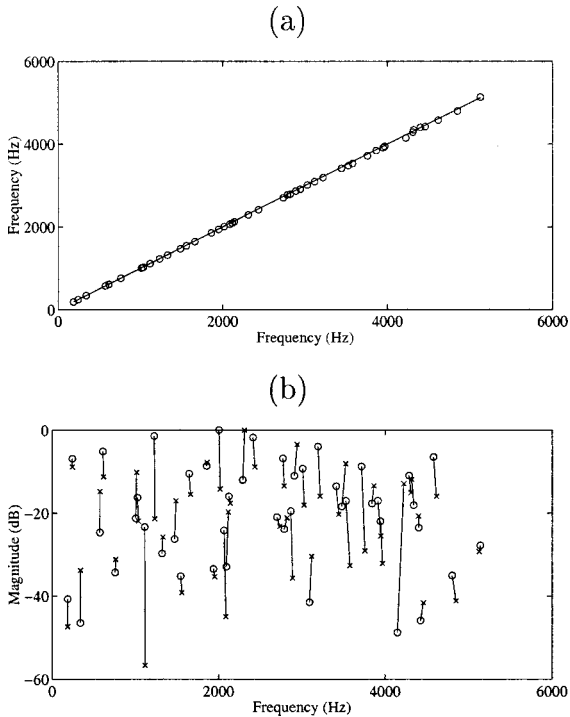 (a)
6000
4000
2000
0
Frequency (Hz)
0 2000 4000 6000
Frequency (Hz)
(b)
0
−20
−40
−60
Magnitude (dB)
0 2000 4000 6000
Frequency (Hz)